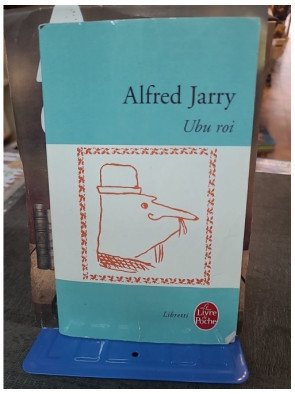 Alfred Jarry
Ubu roi
Libretti
Le
Livre
de
Poche